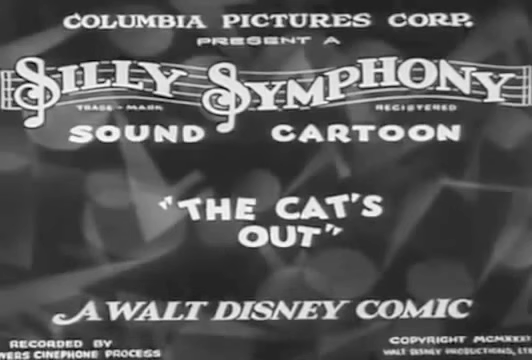 COLUMBIA PICTURES CORP.
PRESENT A
SILLY SYMPHONY
TRADE-MARK REGISTERED
SOUND CARTOON
"THE CAT'S
OUT"
A WALT DISNEY COMIC
RECORDED BY
CINEPHONE PROCESS
COPYRIGHT
WALT DISNEY PRODUCTIONS, LTD